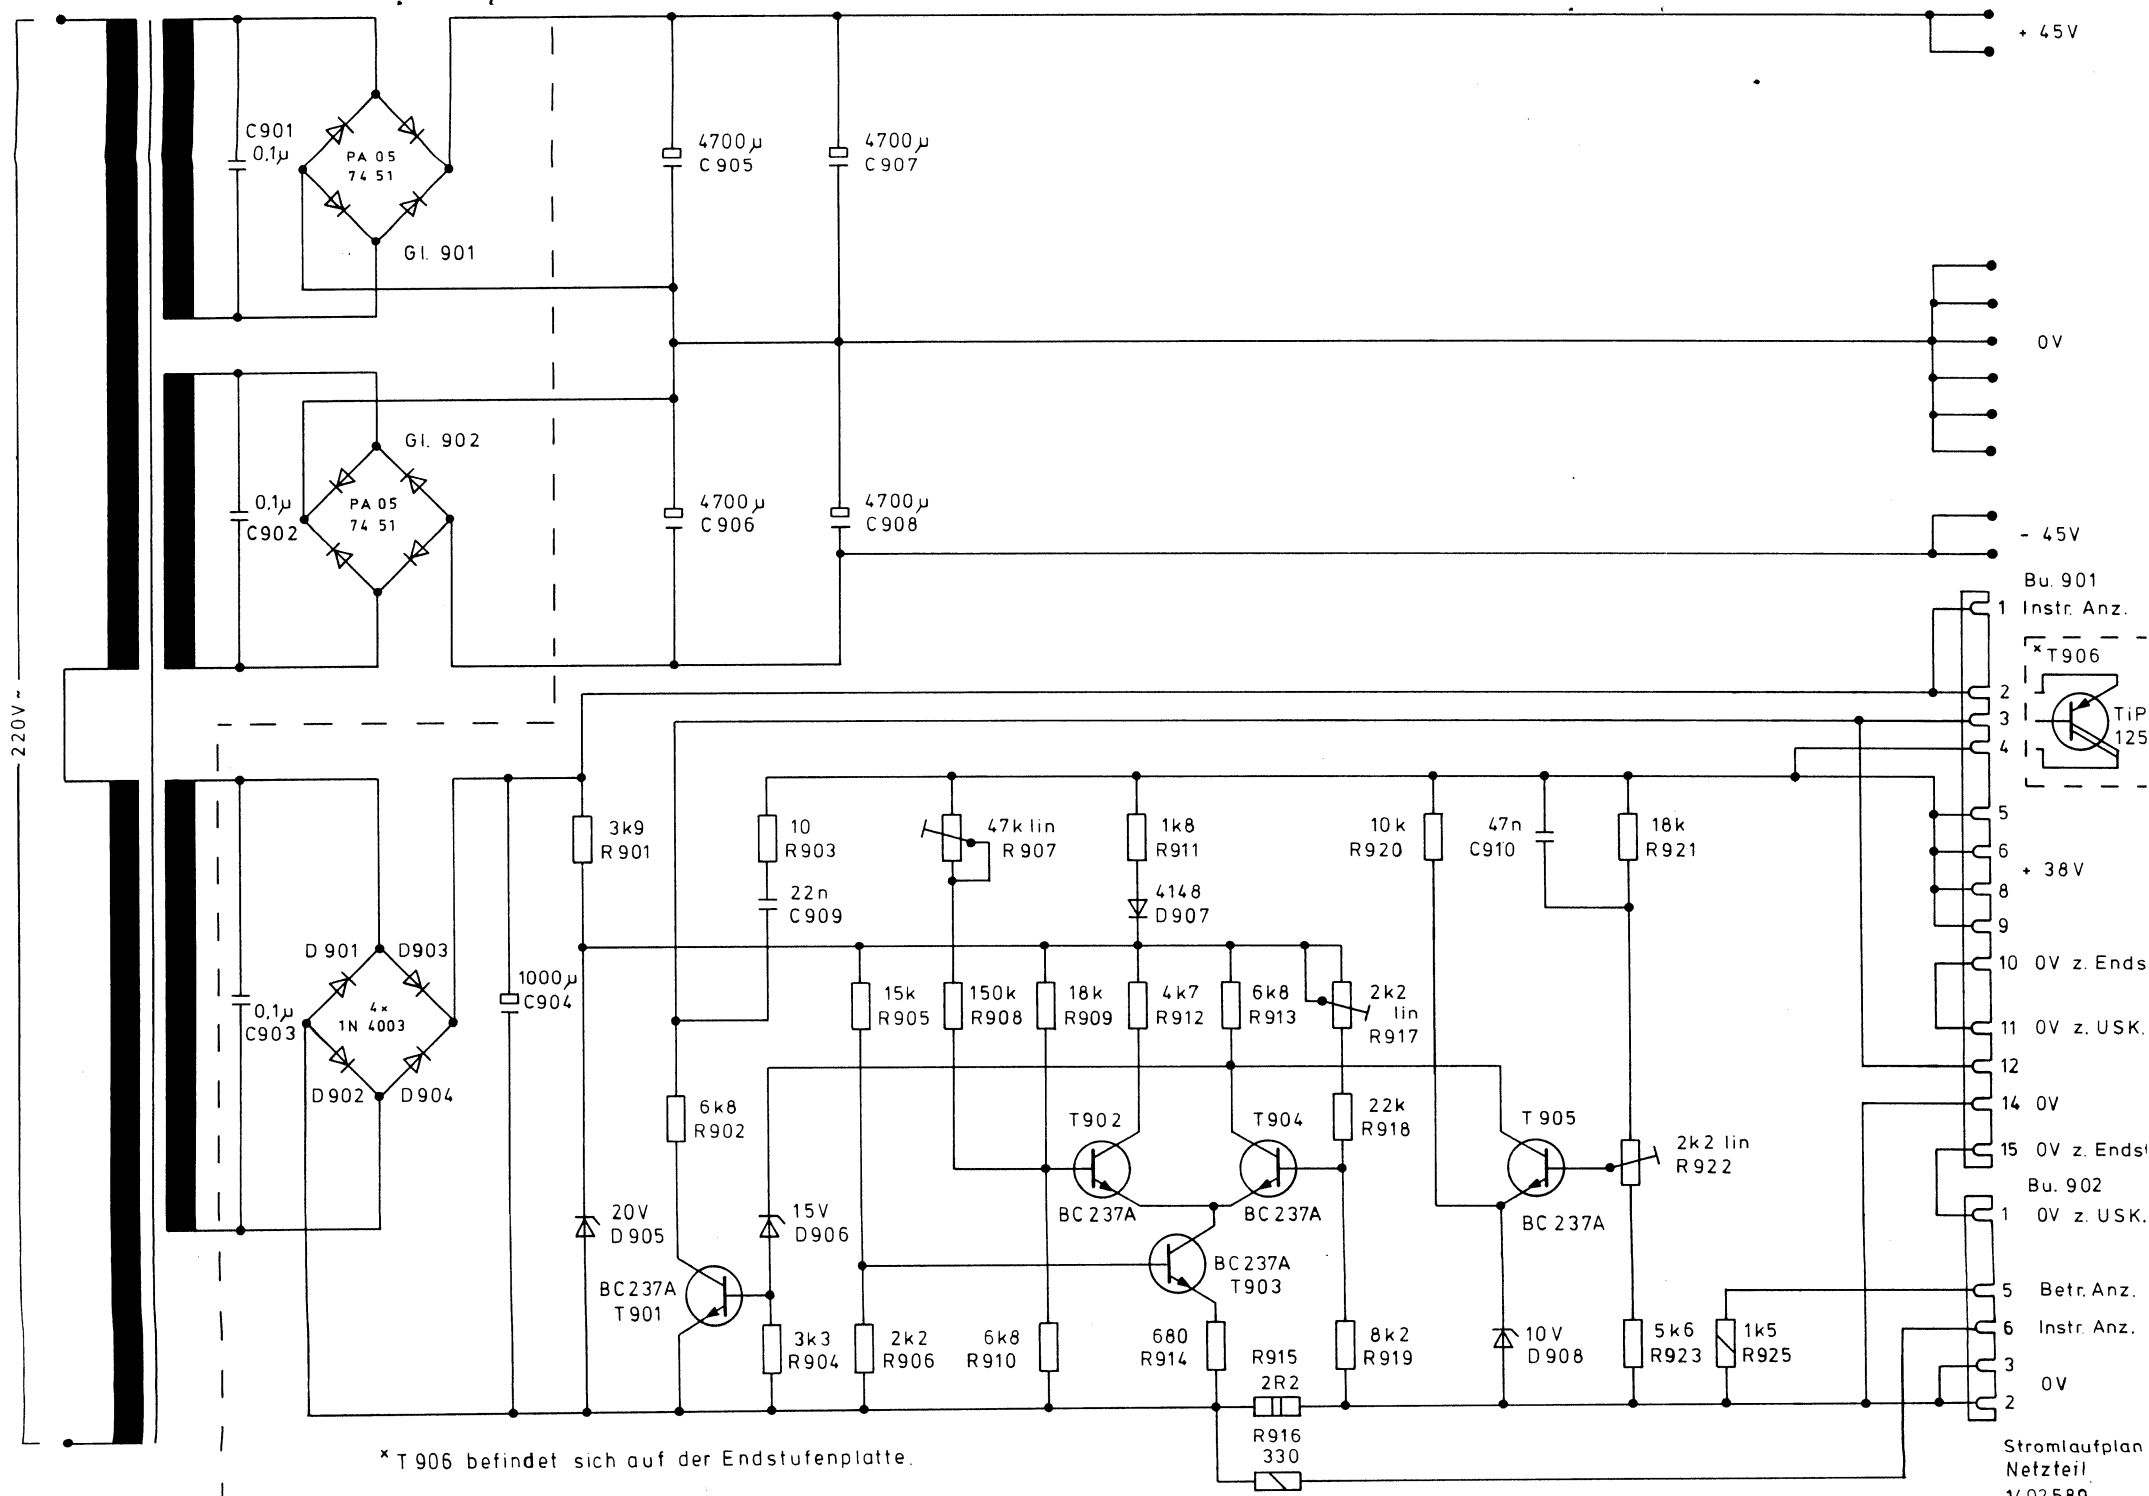 + 45V
C901
0,1µ
PA 05
74 51
Gl. 901
4700µ
C905
4700µ
C907
0V
Gl. 902
0,1µ
C902
PA 05
74 51
4700µ
C906
4700µ
C908
- 45V
Bu. 901
1 Instr. Anz.
*T906
2
3
4
TiP
125
220V~
3k9
R901
10
R903
22n
C909
47k lin
R907
1k8
R911
4148
D907
10k
R920
47n
C910
18k
R921
5
6
+ 38V
8
9
D901
D903
4x
1N 4003
D902
D904
0,1µ
C903
1000µ
C904
15k
R905
150k
R908
18k
R909
4k7
R912
6k8
R913
2k2
lin
R917
10 0V z. Ends
11 0V z. USK.
12
14 0V
15 0V z. Endst
6k8
R902
T902
BC 237A
T904
BC 237A
22k
R918
T905
BC 237A
2k2 lin
R922
Bu. 902
1 0V z. USK.
20V
D905
15V
D906
BC237A
T901
BC237A
T903
3k3
R904
2k2
R906
6k8
R910
680
R914
R915
2R2
R916
330
8k2
R919
10V
D908
5k6
R923
1k5
R925
5 Betr. Anz.
6 Instr. Anz.
3
0V
2
*T906 befindet sich auf der Endstufenplatte.
Stromlaufplan
Netzteil
1402589